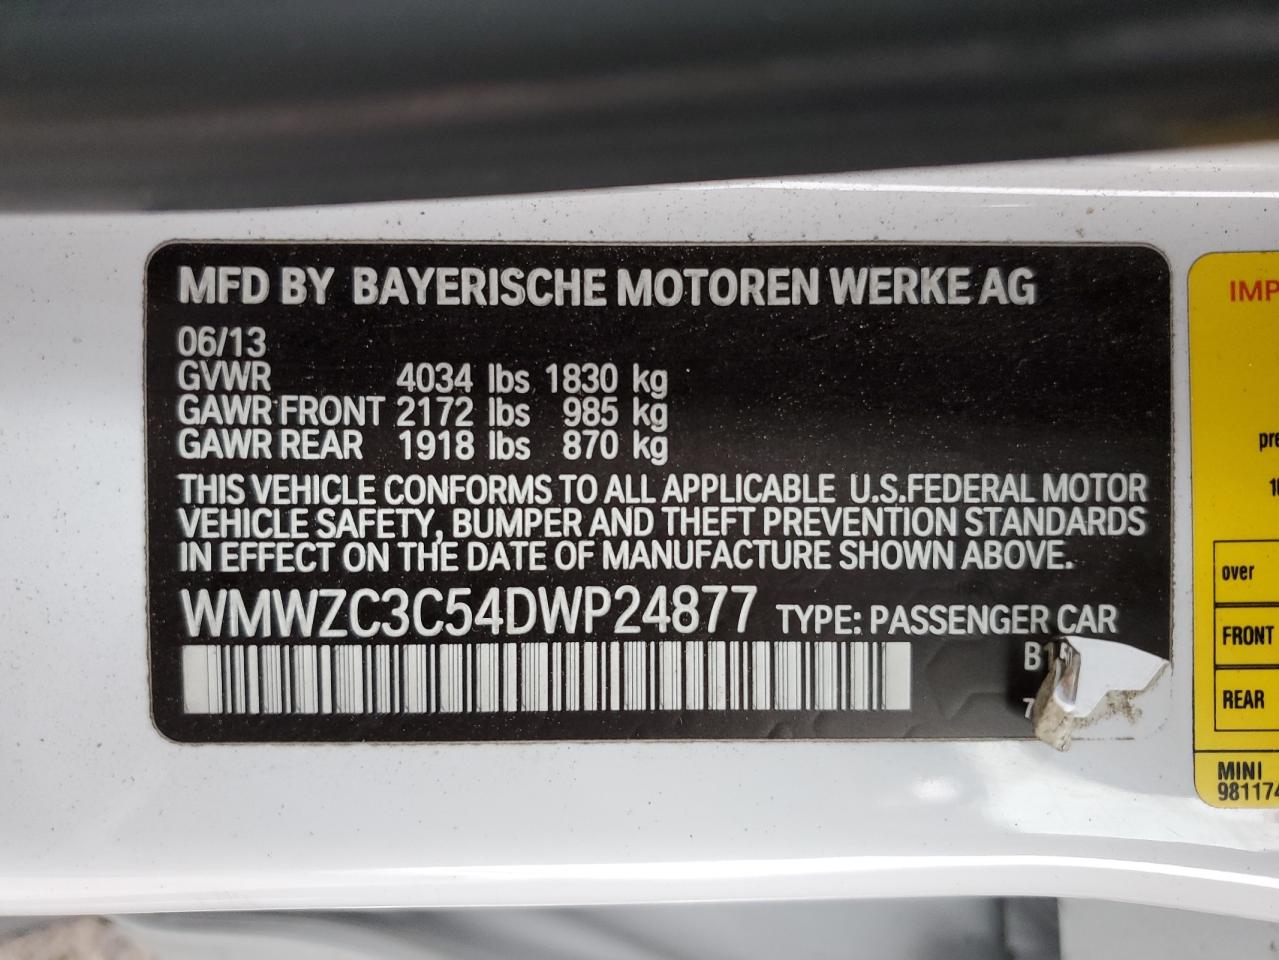 MFD BY BAYERISCHE MOTOREN WERKE AG
06/13
GVWR 4034 lbs 1830 kg
GAWR FRONT 2172 lbs 985 kg
GAWR REAR 1918 lbs 870 kg
THIS VEHICLE CONFORMS TO ALL APPLICABLE U.S.FEDERAL MOTOR
VEHICLE SAFETY, BUMPER AND THEFT PREVENTION STANDARDS
IN EFFECT ON THE DATE OF MANUFACTURE SHOWN ABOVE.
WMWZC3C54DWP24877 TYPE: PASSENGER CAR
over
FRONT
REAR
MINI